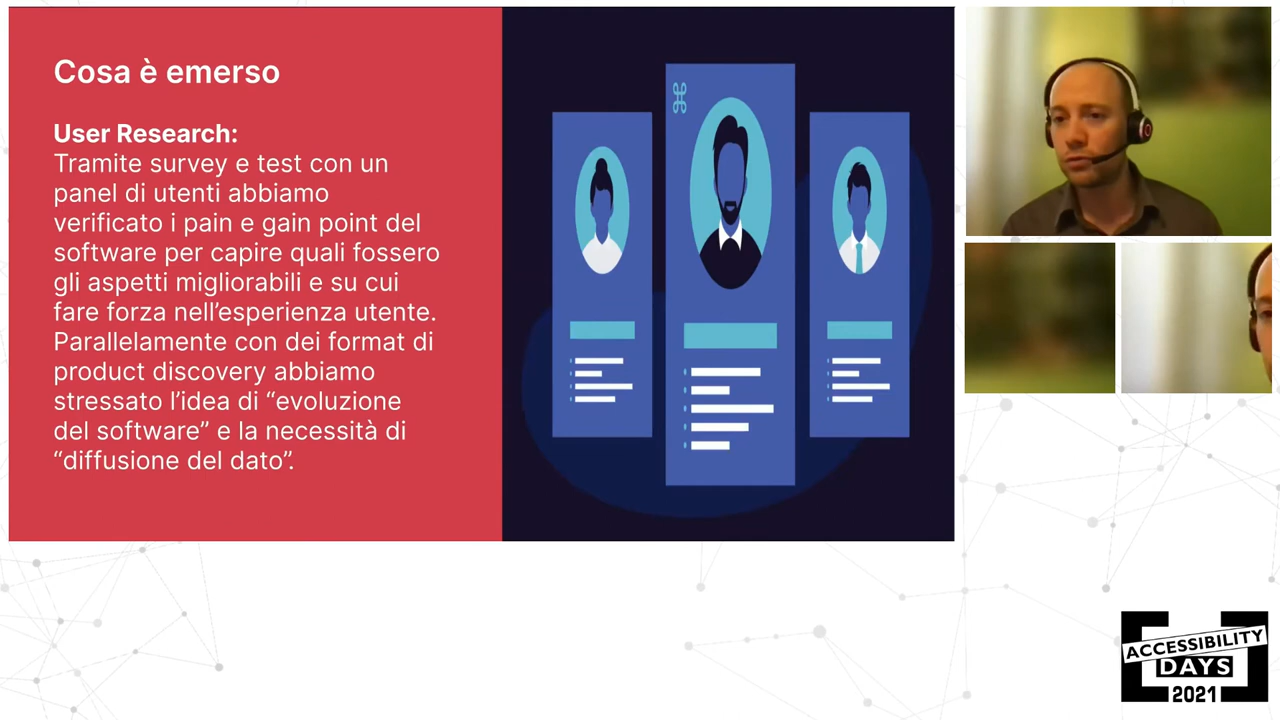 Cosa è emerso
User Research:
Tramite survey e test con un
panel di utenti abbiamo
verificato i pain e gain point del
software per capire quali fossero
gli aspetti migliorabili e su cui
fare forza nell’esperienza utente.
Parallelamente con dei format di
product discovery abbiamo
stressato l’idea di “evoluzione
del software” e la necessità di
“diffusione del dato”.
ACCESSIBILITY
DAYS
2021